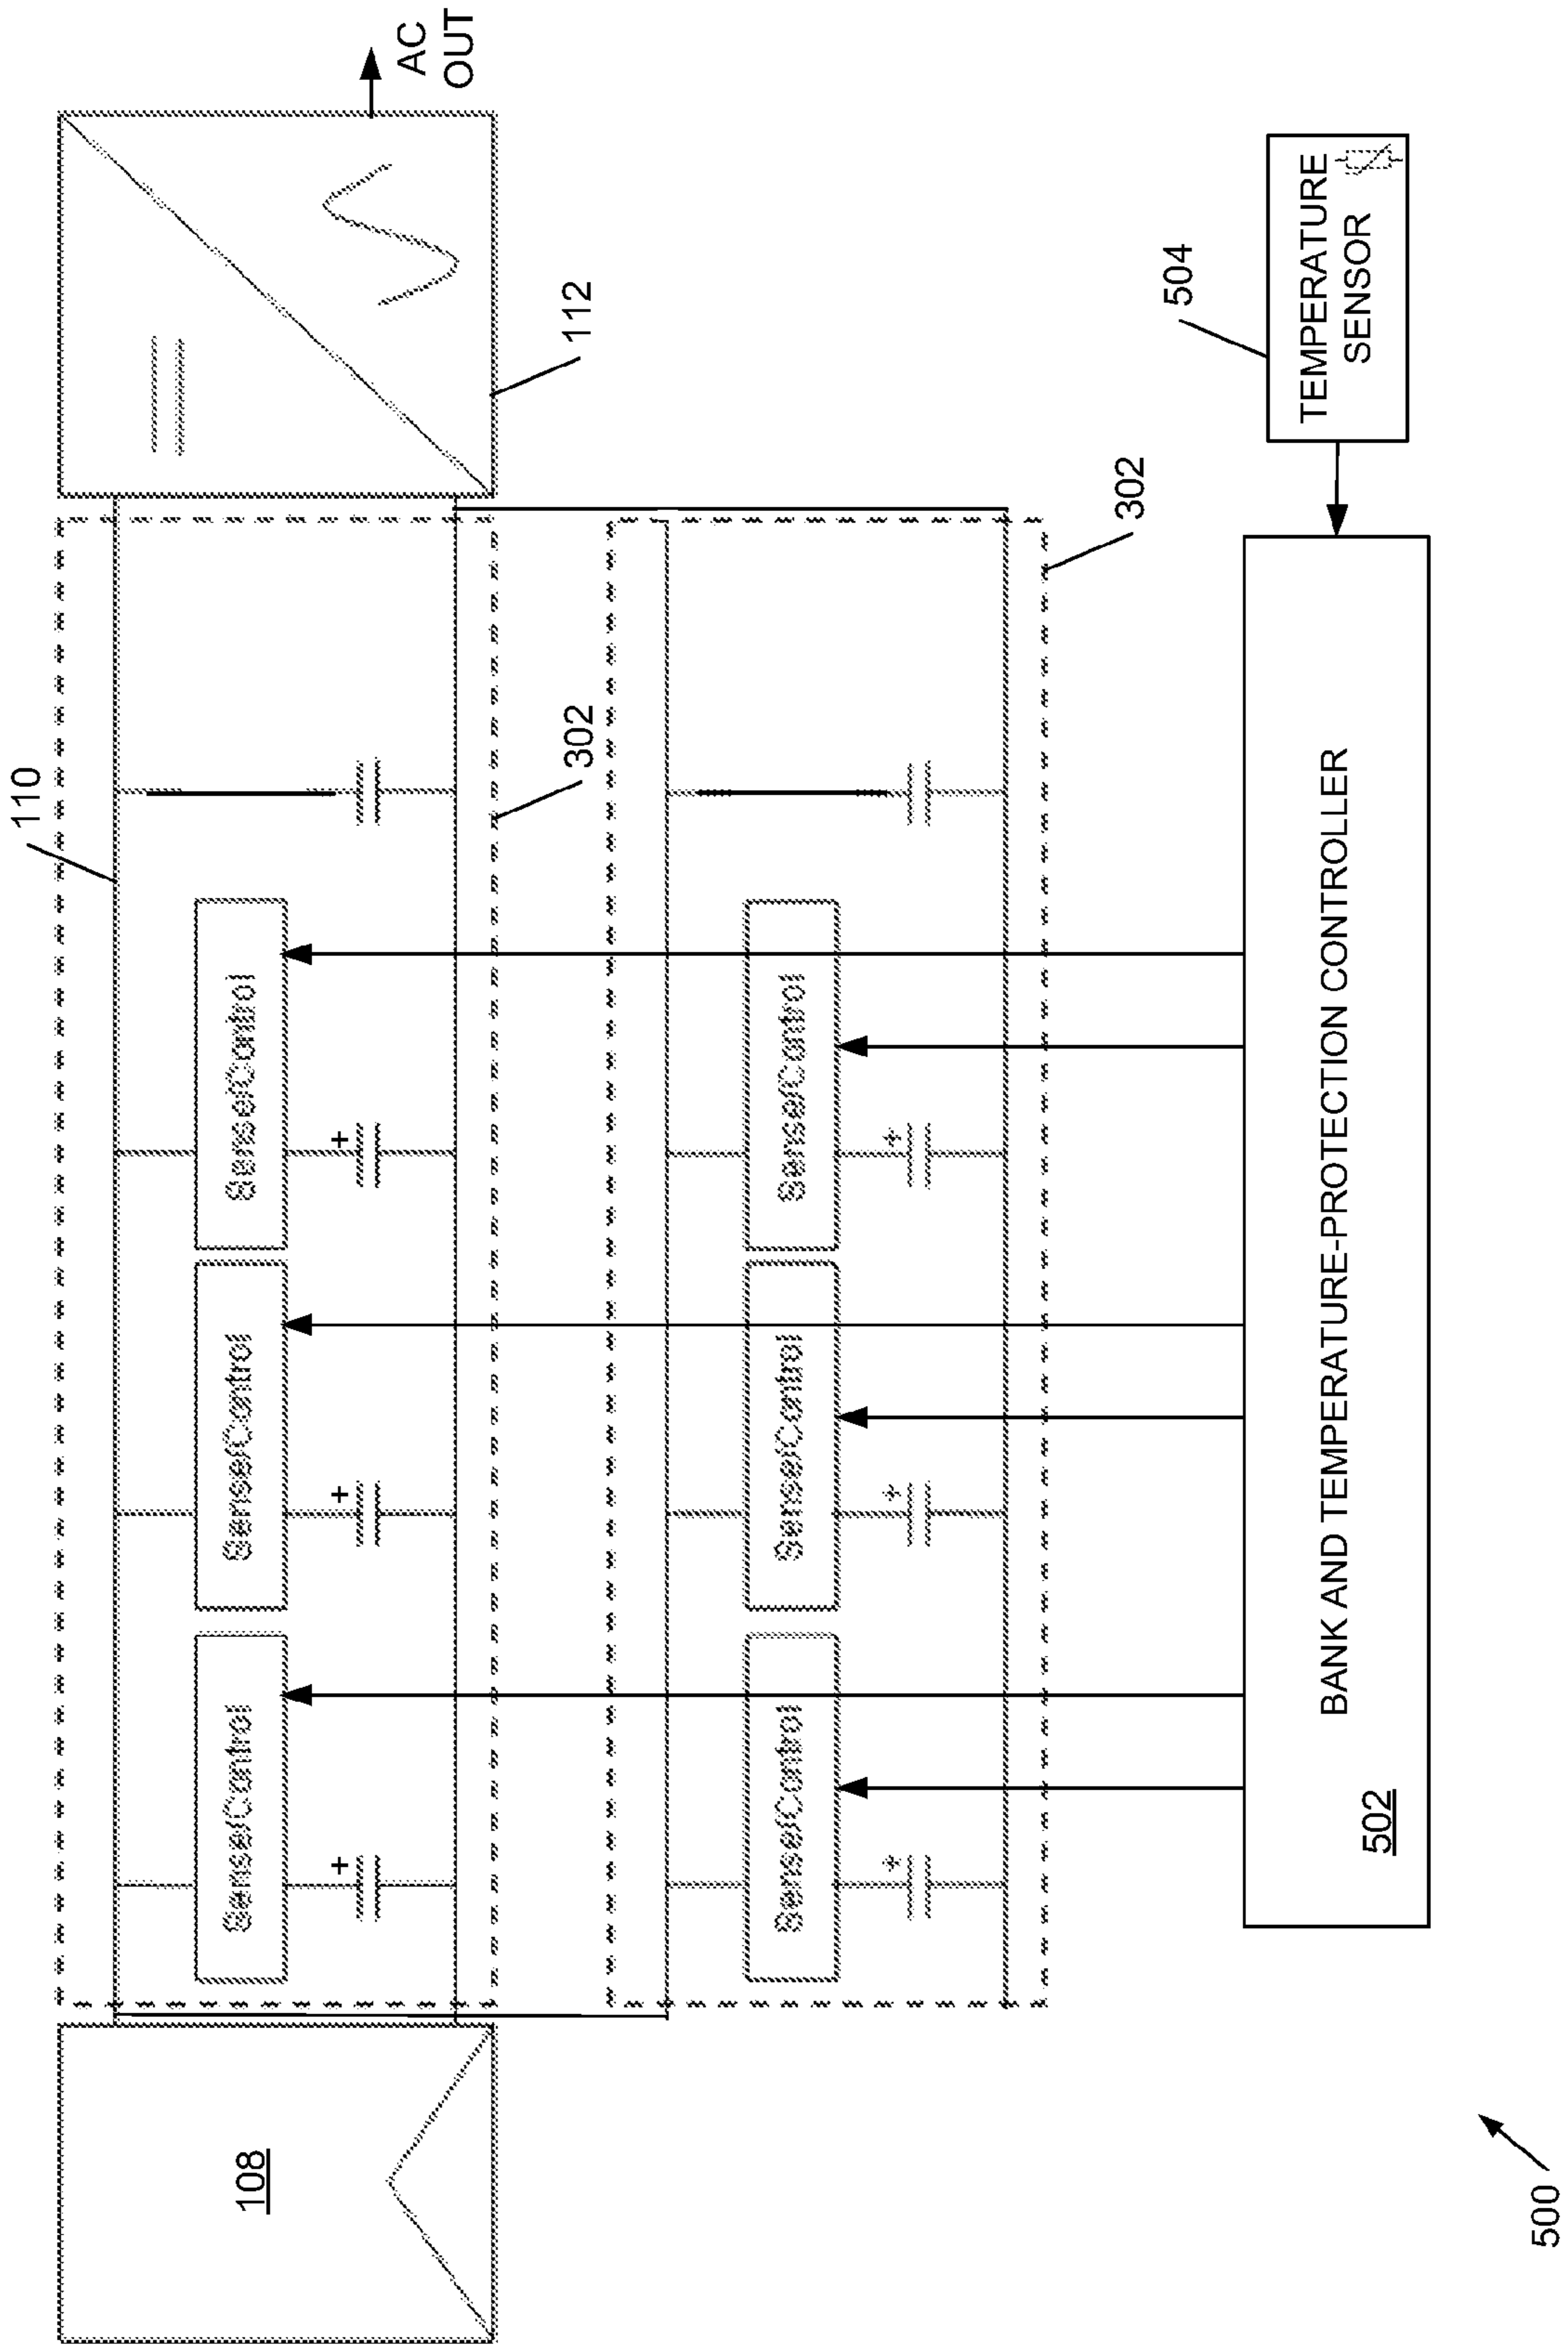 108
110
302
112
AC
OUT
Sense/Control
Sense/Control
Sense/Control
+
+
+
302
Sense/Control
Sense/Control
Sense/Control
+
+
+
504
TEMPERATURE
SENSOR
BANK AND TEMPERATURE-PROTECTION CONTROLLER
502
500